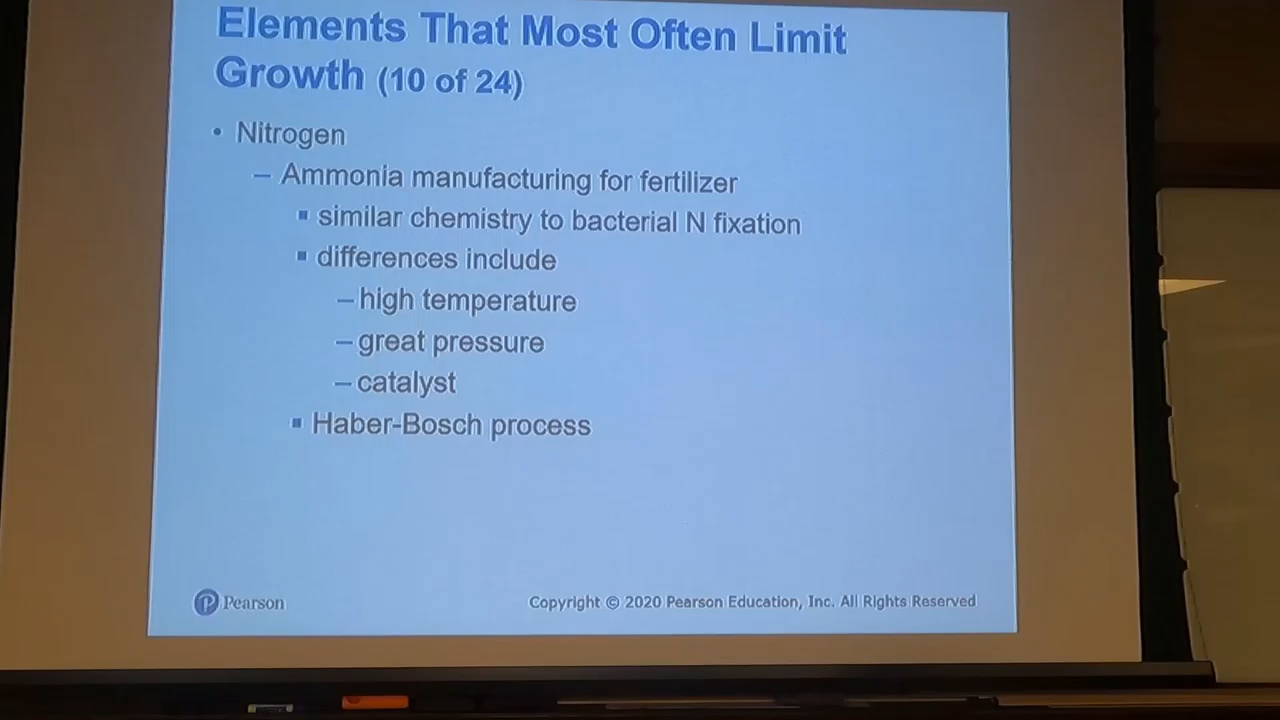 Elements That Most Often Limit
Growth (10 of 24)
• Nitrogen
– Ammonia manufacturing for fertilizer
▪ similar chemistry to bacterial N fixation
▪ differences include
– high temperature
– great pressure
– catalyst
▪ Haber-Bosch process
P Pearson
Copyright © 2020 Pearson Education, Inc. All Rights Reserved